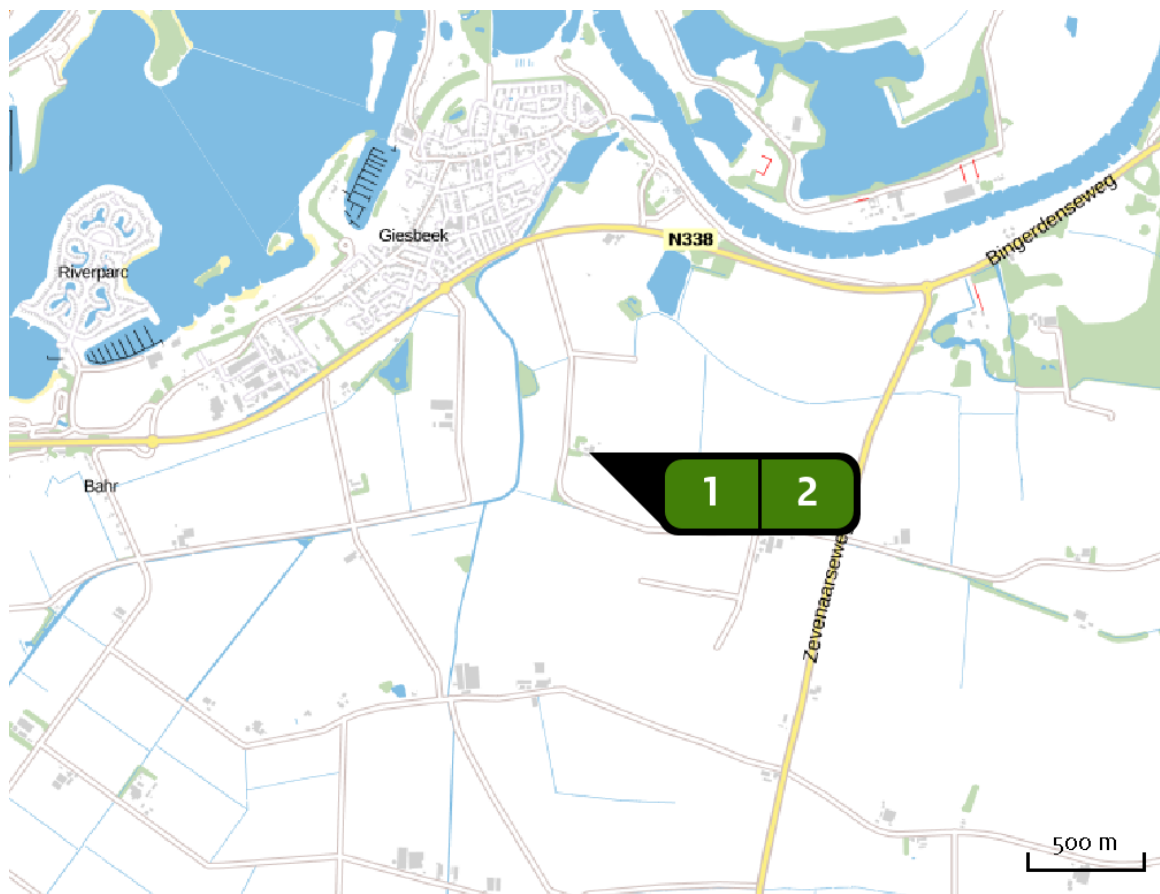 Bingerdenseweg
Giesbeek
N338
Riverparc
Bahr
1 2
Zevenaarseweg
500 m